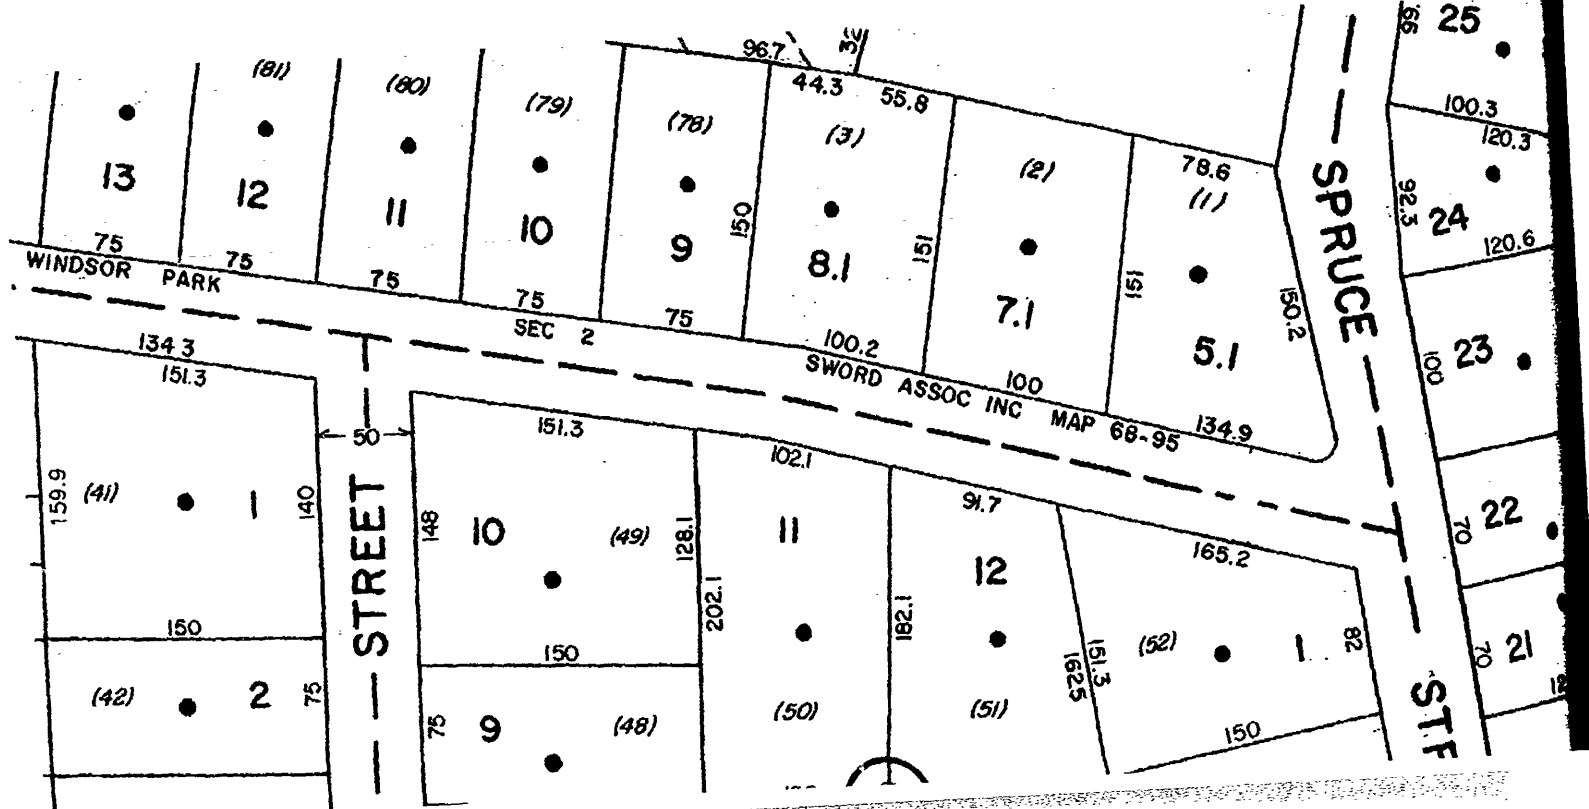 66 25
96.7 32
(81) (80) (79) (78) 44.3 55.8
(3) (2) 78.6 (1)
100.3
120.3
13 12 11 10 9 8.1 7.1 5.1
150 151 151 150.2
SPRUCE
92.3 24
120.6
75 75 75 75 75 100.2 100 134.9
WINDSOR PARK SEC 2 SWORD ASSOC INC MAP 68-95
100 23
134.3
151.3
50
151.3
102.1
91.7
165.2
70 22
159.9 (41) 1 140
STREET
148 10 (49) 128.1
11
202.1
12
182.1
151.3
162.5
(52) 1 82
70 21
150
150
(42) 2 75
75 9 (48)
(50)
(51)
150
ST